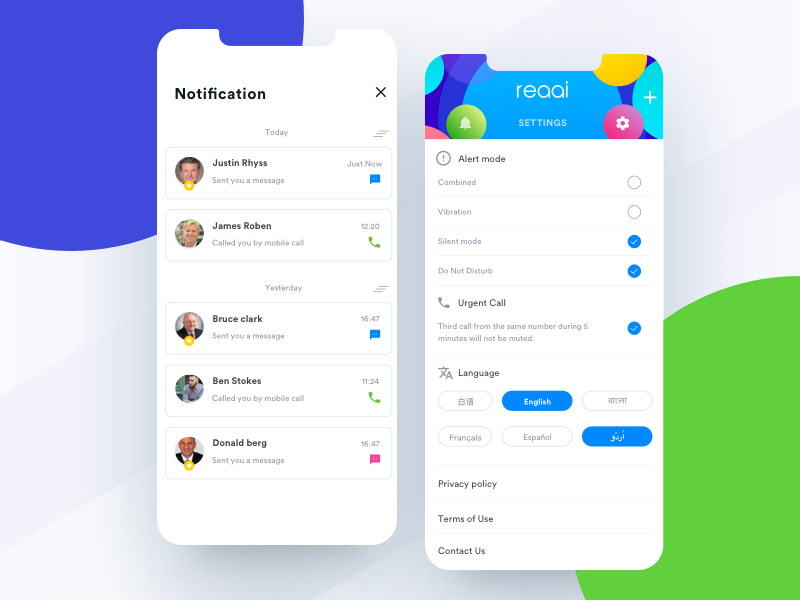 Notification
Today
Justin Rhyss
Just Now
Sent you a message
James Roben
12:20
Called you by mobile call
Yesterday
Bruce clark
16:47
Sent you a message
Ben Stokes
11:24
Called you by mobile call
Donald berg
16:47
Sent you a message
reaai
SETTINGS
Alert mode
Combined
Vibration
Silent mode
Do Not Disturb
Urgent Call
Third call from the same number during 5
minutes will not be muted.
Language
白语
English
বাংলা
Français
Español
اُردُو
Privacy policy
Terms of Use
Contact Us